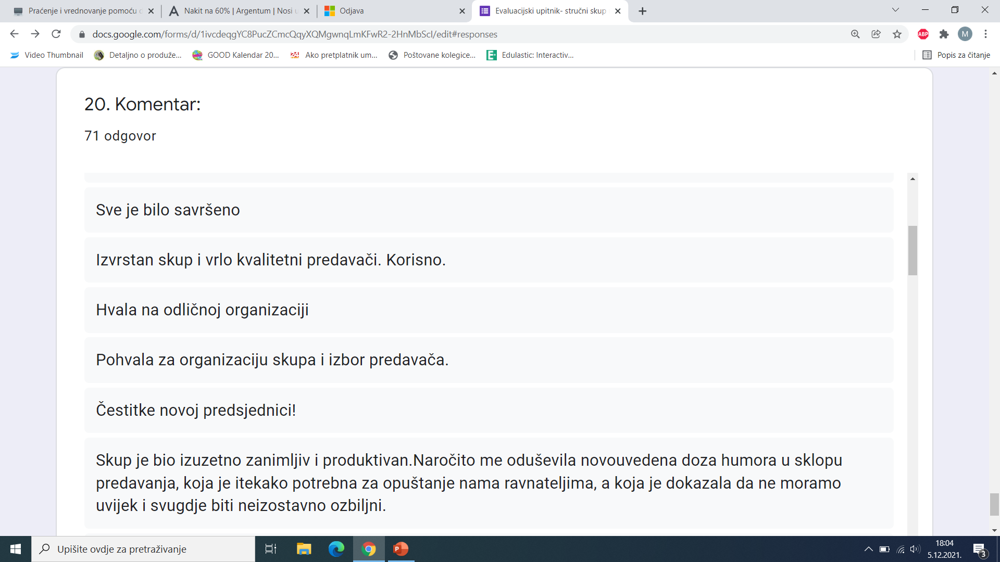 Praćenje i vrednovanje pomoću
Nakit na 60% | Argentum | Nosi
Odjava
Evaluacijski upitnik- stručni skup
docs.google.com/forms/d/1ivcdeqgYC8PucZCmcQqyXQMgwnqLmKFwR2-2HnMbScI/edit#responses
ABP
M
Video Thumbnail
Detaljno o produže...
GOOD Kalendar 20...
24
Ako pretplatnik um...
Poštovane kolegice...
E
Edulastic: Interactiv...
Popis za čitanje
20. Komentar:
71 odgovor
Sve je bilo savršeno
Izvrstan skup i vrlo kvalitetni predavači. Korisno.
Hvala na odličnoj organizaciji
Pohvala za organizaciju skupa i izbor predavača.
Čestitke novoj predsjednici!
Skup je bio izuzetno zanimljiv i produktivan.Naročito me oduševila novouvedena doza humora u sklopu
predavanja, koja je itekako potrebna za opuštanje nama ravnateljima, a koja je dokazala da ne moramo
uvijek i svugdje biti neizostavno ozbiljni.
Upišite ovdje za pretraživanje
P
18:04
5.12.2021.
3